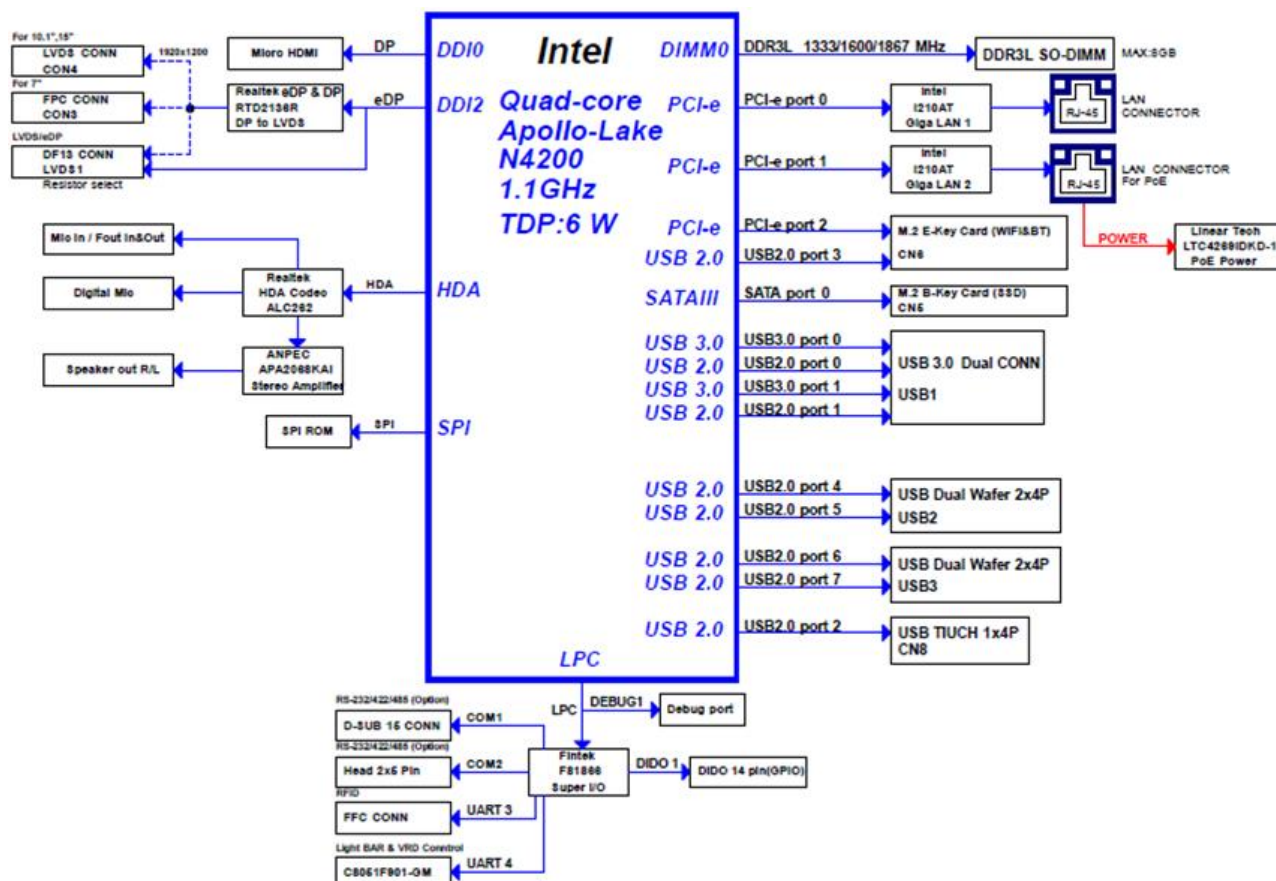 For 10.1",15"
LVDS CONN
CON4
1920x1200
For 7"
FPC CONN
CON3
LVDS/eDP
DF13 CONN
LVDS1
Resistor select
Micro HDMI
DP
Realtek eDP & DP
RTD2136R
DP to LVDS
eDP
Mic In / Fout In&Out
Digital Mic
Speaker out R/L
Realtek
HDA Codec
ALC262
HDA
ANPEC
APA2068KAI
Stereo Amplifier
SPI ROM
SPI
Intel
Quad-core
Apollo-Lake
N4200
1.1GHz
TDP:6 W
DDI0
DDI2
HDA
SPI
LPC
DIMM0
PCI-e
PCI-e
PCI-e
USB 2.0
SATAIII
USB 3.0
USB 2.0
USB 3.0
USB 2.0
USB 2.0
USB 2.0
USB 2.0
USB 2.0
USB 2.0
DDR3L 1333/1600/1867 MHz
DDR3L SO-DIMM
MAX:8GB
PCI-e port 0
Intel
I210AT
Giga LAN 1
RJ-45
LAN
CONNECTOR
PCI-e port 1
Intel
I210AT
Giga LAN 2
RJ-45
LAN CONNECTOR
For PoE
POWER
Linear Tech
LTC4269IDKD-1
PoE Power
PCI-e port 2
USB2.0 port 3
M.2 E-Key Card (WIFI&BT)
CN6
SATA port 0
M.2 B-Key Card (SSD)
CN5
USB3.0 port 0
USB2.0 port 0
USB3.0 port 1
USB2.0 port 1
USB 3.0 Dual CONN
USB1
USB2.0 port 4
USB2.0 port 5
USB Dual Wafer 2x4P
USB2
USB2.0 port 6
USB2.0 port 7
USB Dual Wafer 2x4P
USB3
USB2.0 port 2
USB TIUCH 1x4P
CN8
LPC
DEBUG1
Debug port
RS-232/422/485 (Option)
D-SUB 15 CONN
COM1
RS-232/422/485 (Option)
Head 2x5 Pin
COM2
RFID
FFC CONN
UART 3
Light BAR & VRD Conntrol
C8051F901-GM
UART 4
Fintek
F81866
Super I/O
DIDO 1
DIDO 14 pin(GPIO)